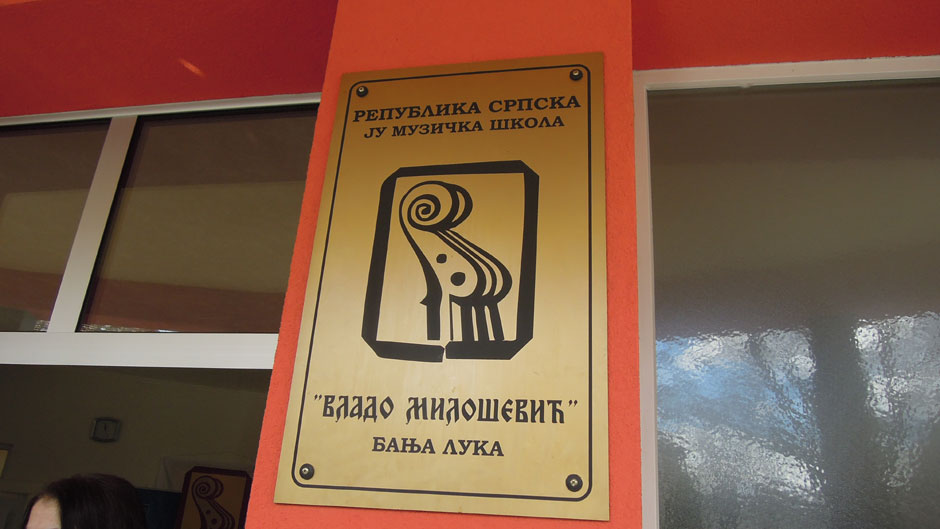 РЕПУБЛИКА СРПСКА
ЈУ МУЗИЧКА ШКОЛА
"ВЛАДО МИЛОШЕВИЋ"
БАЊА ЛУКА